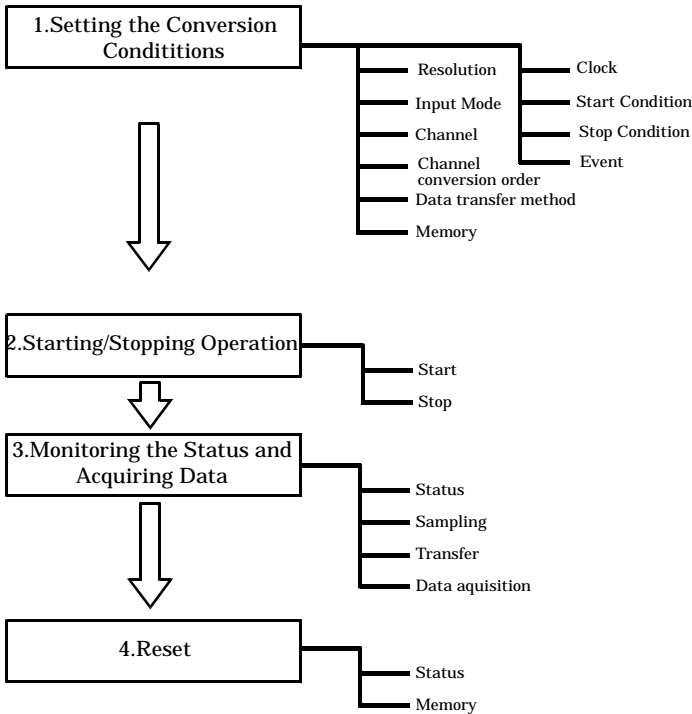 1.Setting the Conversion
Condititions
Resolution
Input Mode
Channel
Channel
conversion order
Data transfer method
Memory
Clock
Start Condition
Stop Condition
Event
2.Starting/Stopping Operation
Start
Stop
3.Monitoring the Status and
Acquiring Data
Status
Sampling
Transfer
Data aquisition
4.Reset
Status
Memory